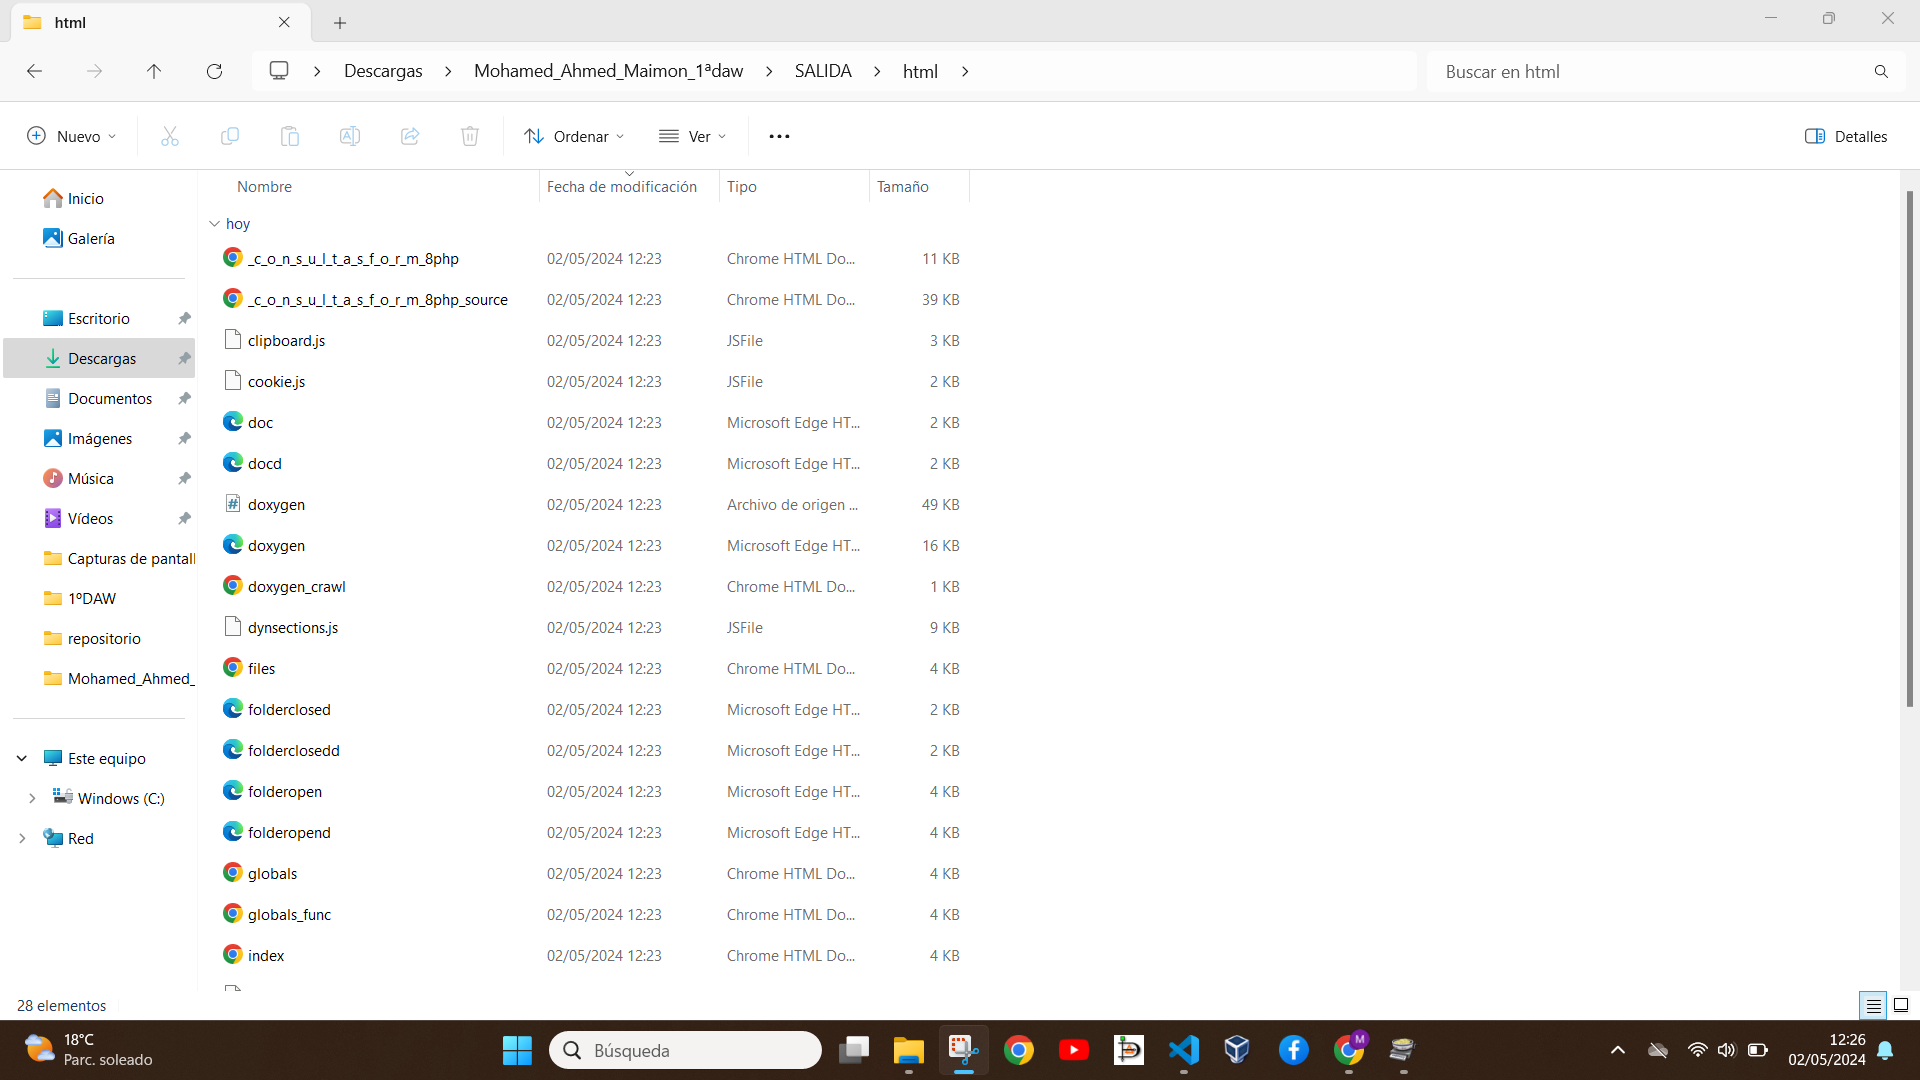 html
Descargas > Mohamed_Ahmed_Maimon_1ªdaw > SALIDA > html >
Buscar en html
Nuevo
Ordenar
Ver
Detalles
Nombre Fecha de modificación Tipo Tamaño
hoy
_c_o_n_s_u_l_t_a_s_f_o_r_m_8php 02/05/2024 12:23 Chrome HTML Do... 11 KB
_c_o_n_s_u_l_t_a_s_f_o_r_m_8php_source 02/05/2024 12:23 Chrome HTML Do... 39 KB
clipboard.js 02/05/2024 12:23 JSFile 3 KB
cookie.js 02/05/2024 12:23 JSFile 2 KB
doc 02/05/2024 12:23 Microsoft Edge HT... 2 KB
docd 02/05/2024 12:23 Microsoft Edge HT... 2 KB
doxygen 02/05/2024 12:23 Archivo de origen ... 49 KB
doxygen 02/05/2024 12:23 Microsoft Edge HT... 16 KB
doxygen_crawl 02/05/2024 12:23 Chrome HTML Do... 1 KB
dynsections.js 02/05/2024 12:23 JSFile 9 KB
files 02/05/2024 12:23 Chrome HTML Do... 4 KB
folderclosed 02/05/2024 12:23 Microsoft Edge HT... 2 KB
folderclosedd 02/05/2024 12:23 Microsoft Edge HT... 2 KB
folderopen 02/05/2024 12:23 Microsoft Edge HT... 4 KB
folderopend 02/05/2024 12:23 Microsoft Edge HT... 4 KB
globals 02/05/2024 12:23 Chrome HTML Do... 4 KB
globals_func 02/05/2024 12:23 Chrome HTML Do... 4 KB
index 02/05/2024 12:23 Chrome HTML Do... 4 KB
Inicio
Galería
Escritorio
Descargas
Documentos
Imágenes
Música
Vídeos
Capturas de pantall
1ºDAW
repositorio
Mohamed_Ahmed_
Este equipo
Windows (C:)
Red
28 elementos
18°C
Parc. soleado
Búsqueda
M
12:26
02/05/2024